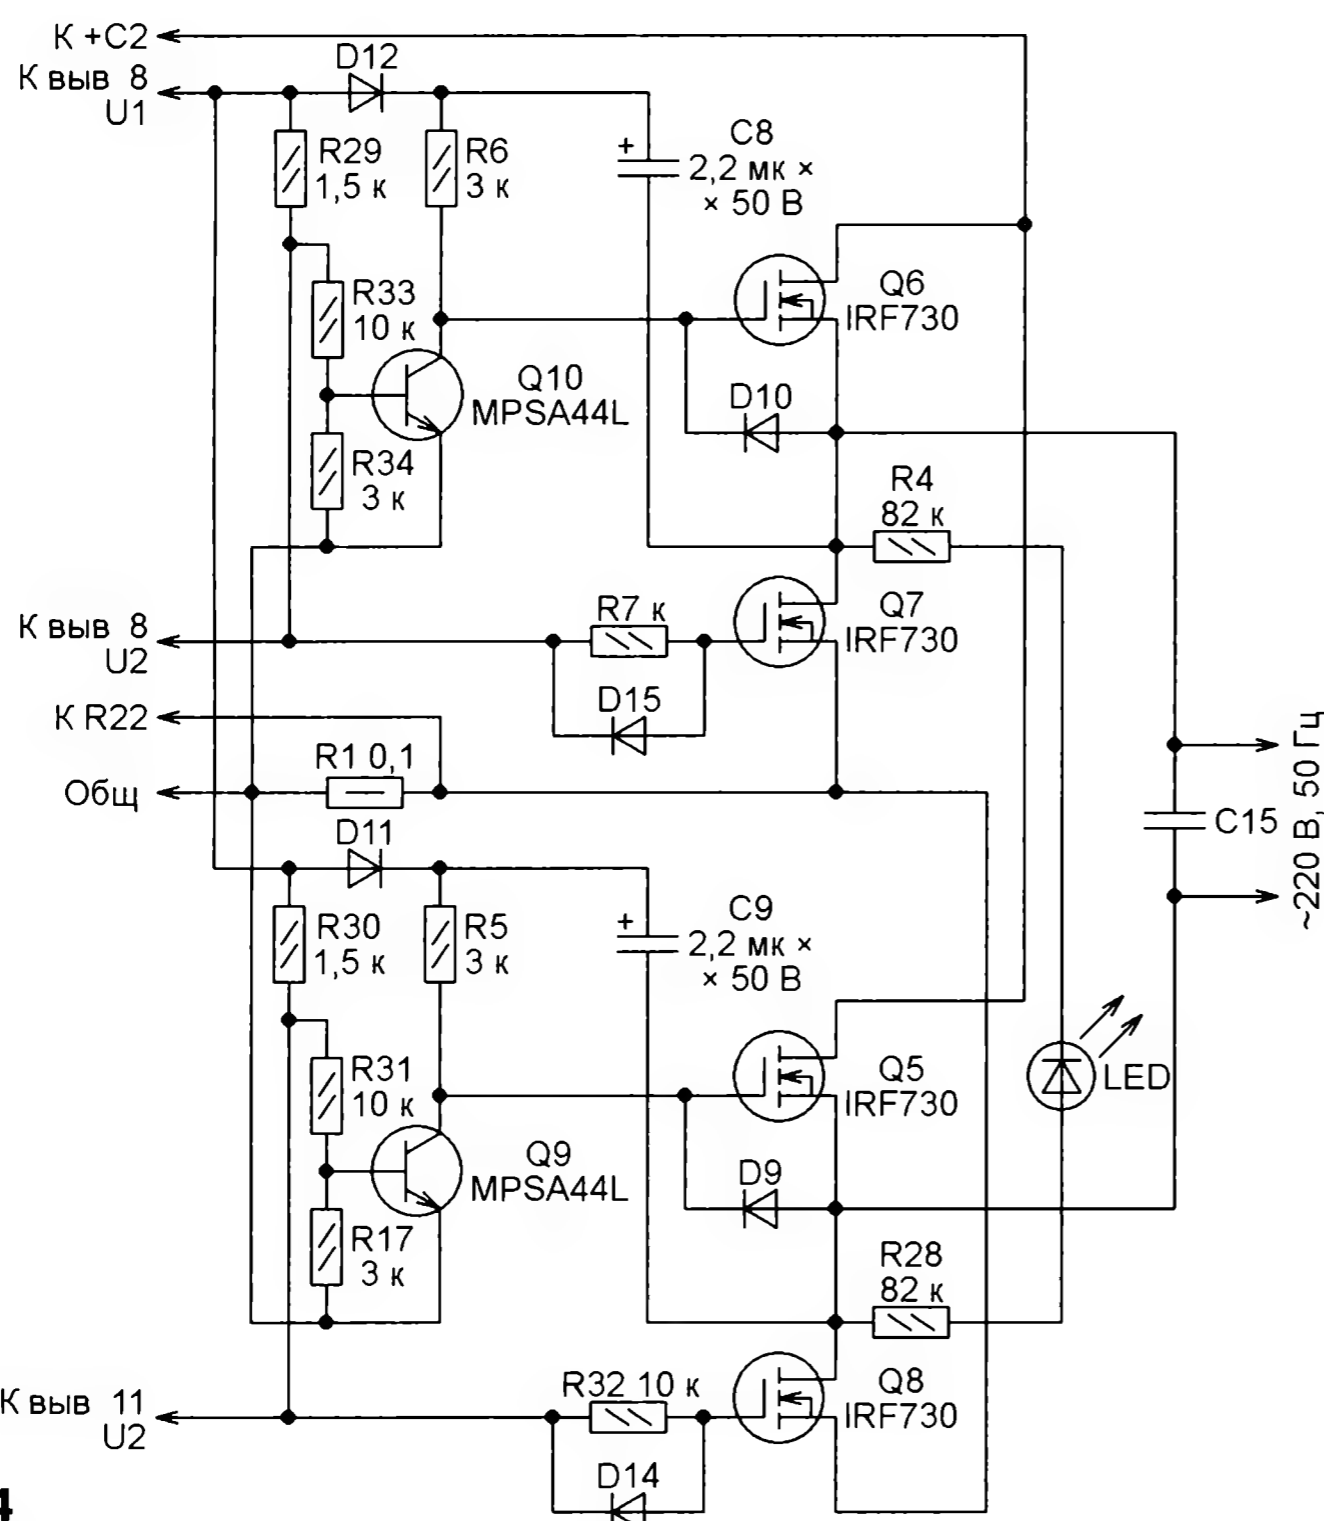 К +C2
D12
К выв 8
U1
R29
1,5 к
R6
3 к
+
C8
2,2 мк ×
× 50 В
Q6
IRF730
R33
10 к
Q10
MPSA44L
D10
R34
3 к
R4
82 к
К выв 8
U2
R7 к
Q7
IRF730
D15
К R22
R1 0,1
Общ
C15
~220 В, 50 Гц
D11
R30
1,5 к
R5
3 к
+
C9
2,2 мк ×
× 50 В
Q5
IRF730
LED
R31
10 к
Q9
MPSA44L
D9
R17
3 к
R28
82 к
К выв 11
U2
R32 10 к
Q8
IRF730
D14
4